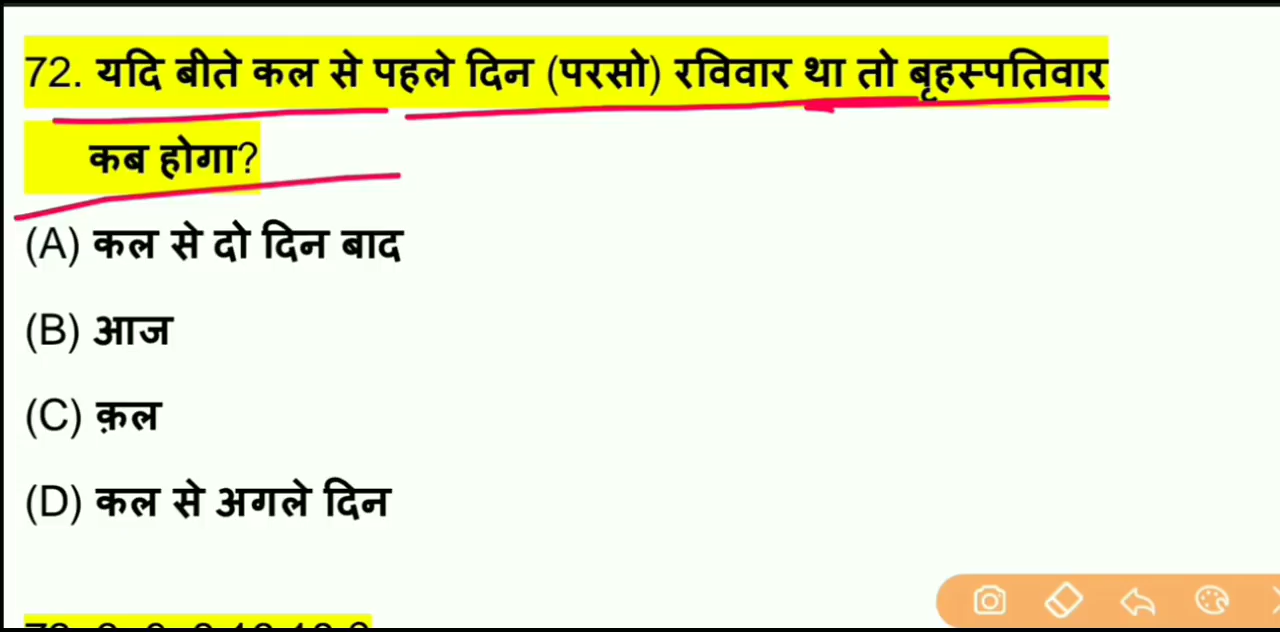 72. यदि बीते कल से पहले दिन (परसो) रविवार था तो बृहस्पतिवार
कब होगा?
(A) कल से दो दिन बाद
(B) आज
(C) क़ल
(D) कल से अगले दिन